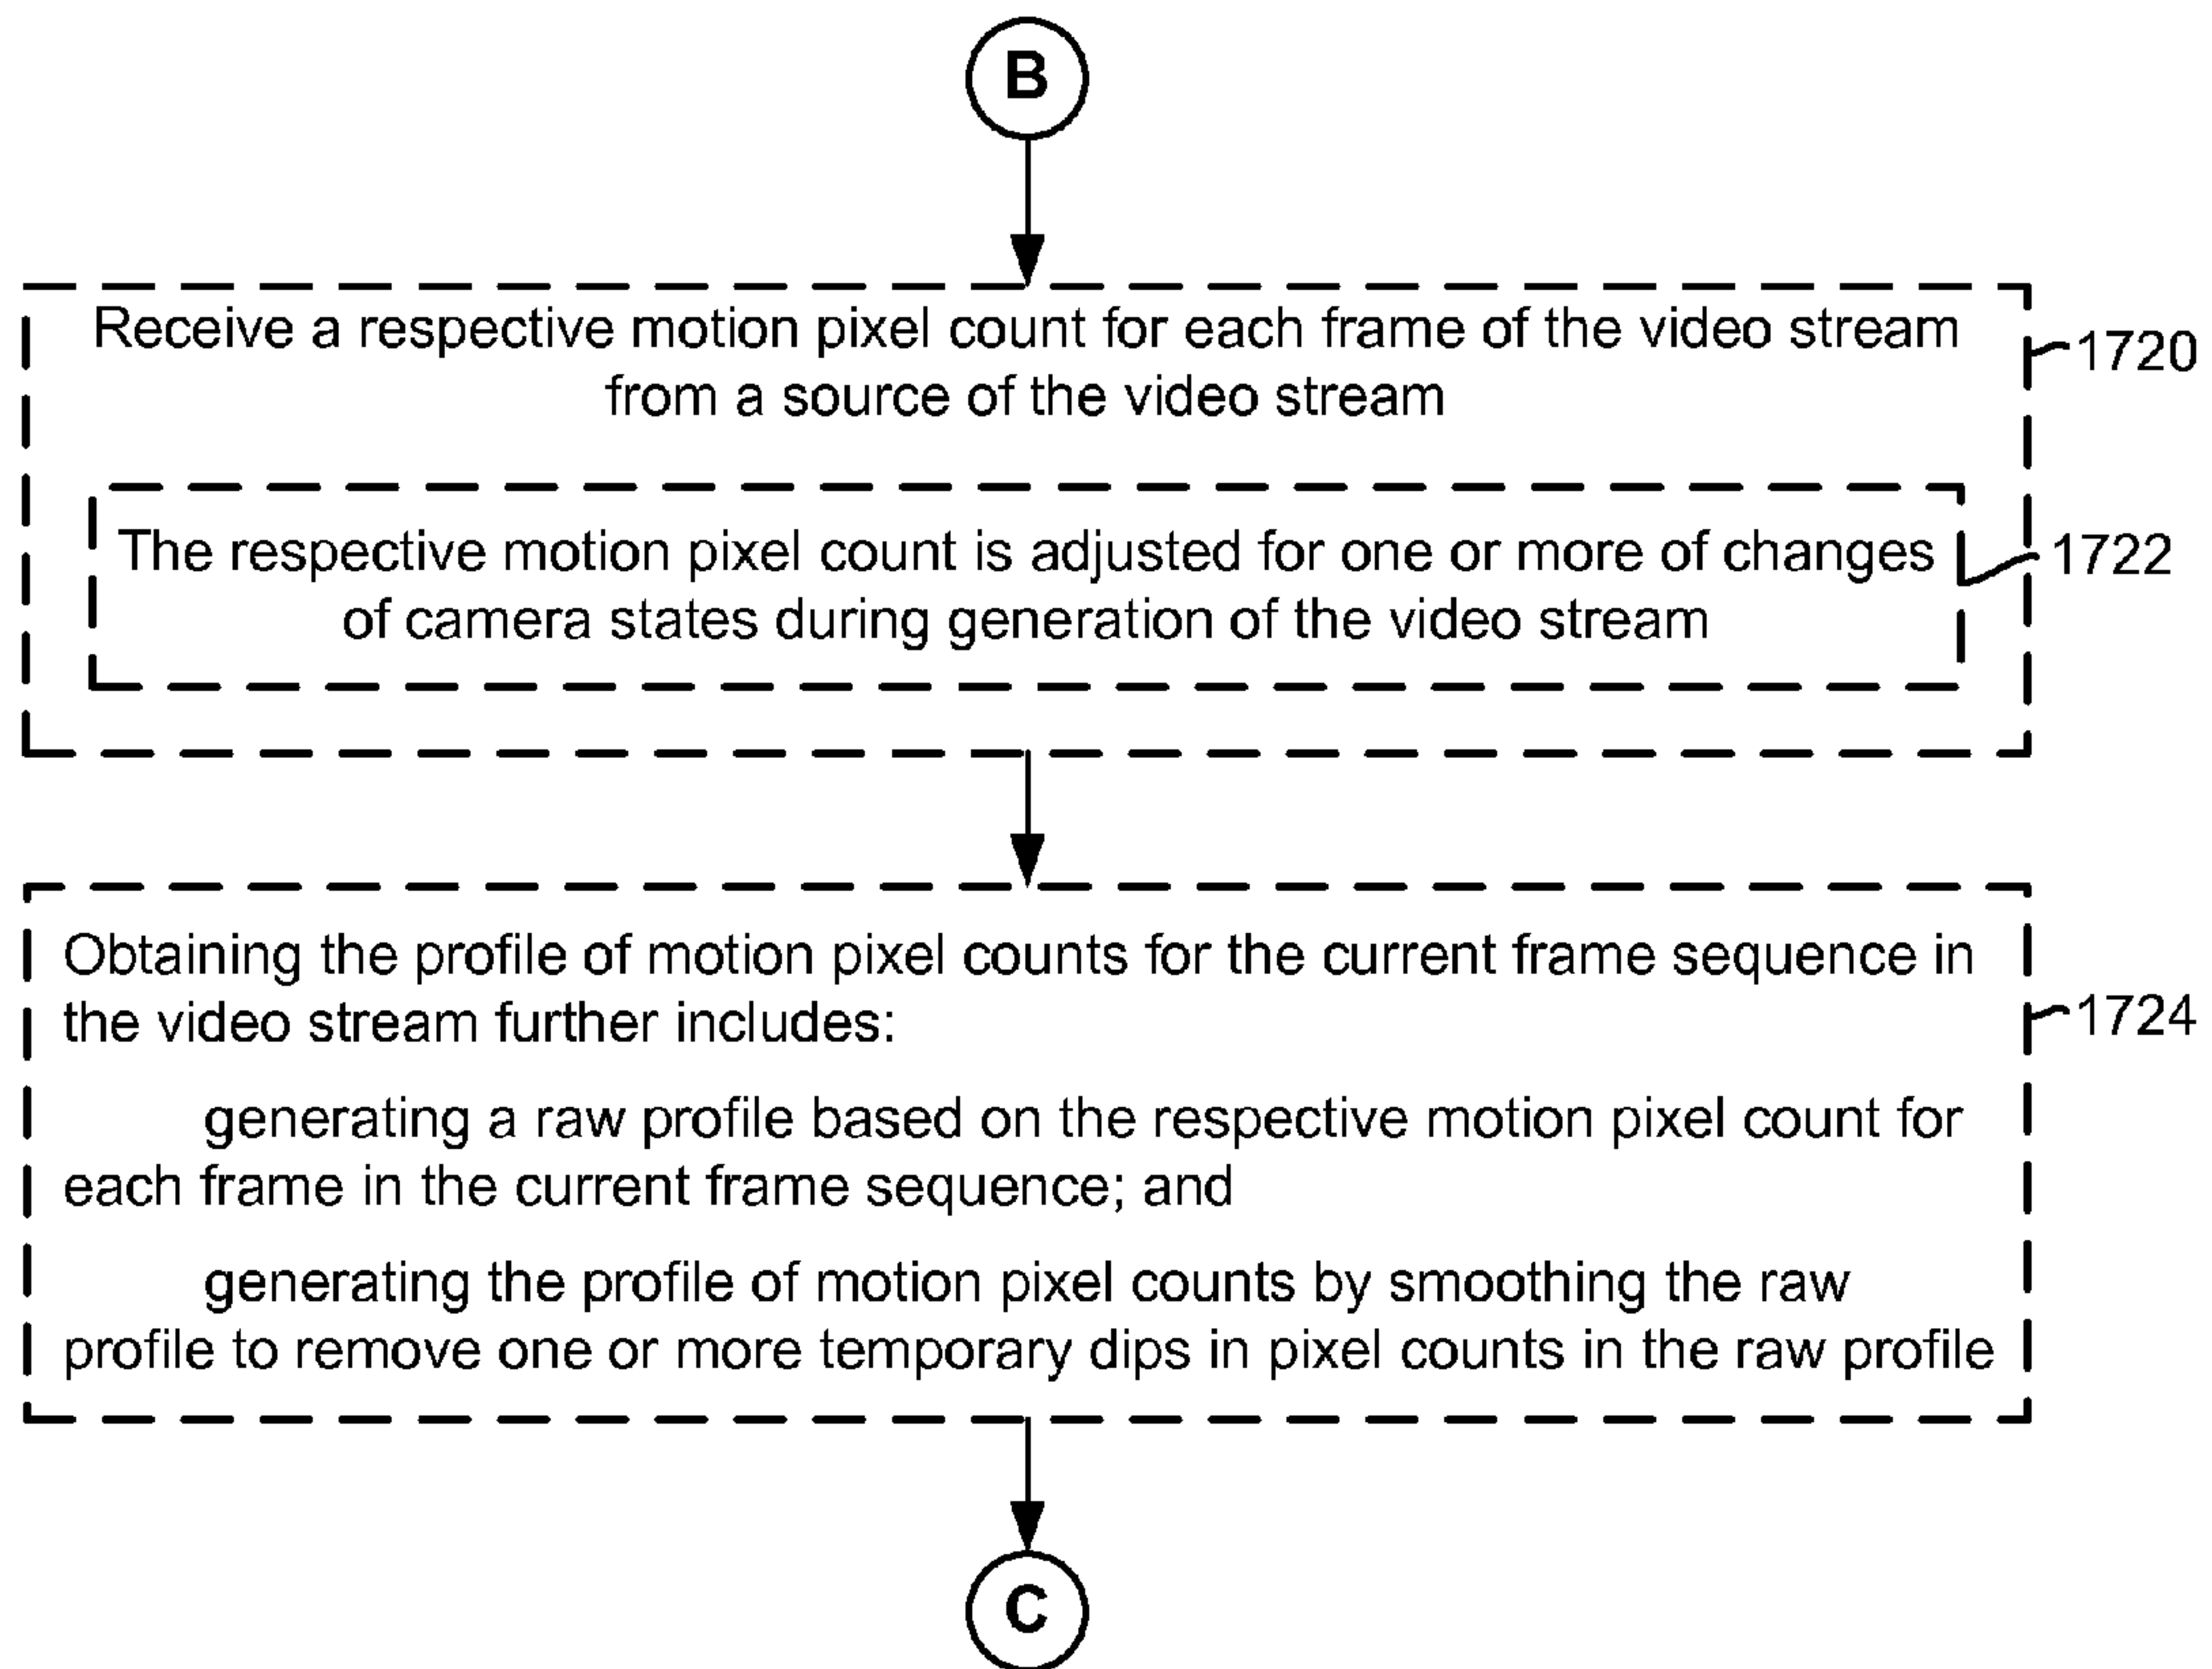 B
Receive a respective motion pixel count for each frame of the video stream
from a source of the video stream
1720
The respective motion pixel count is adjusted for one or more of changes
of camera states during generation of the video stream
1722
Obtaining the profile of motion pixel counts for the current frame sequence in
the video stream further includes:
1724
generating a raw profile based on the respective motion pixel count for
each frame in the current frame sequence; and
generating the profile of motion pixel counts by smoothing the raw
profile to remove one or more temporary dips in pixel counts in the raw profile
C